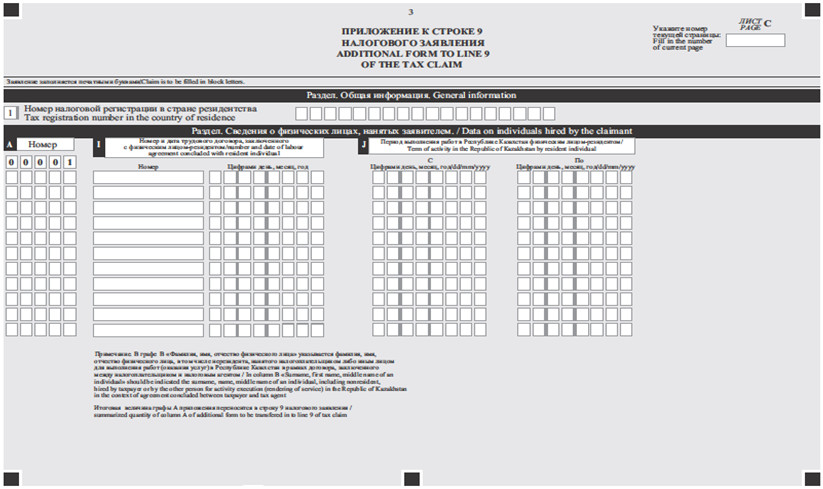 3
ПРИЛОЖЕНИЕ К СТРОКЕ 9
НАЛОГОВОГО ЗАЯВЛЕНИЯ
ADDITIONAL FORM TO LINE 9
OF THE TAX CLAIM
Укажите номер
текущей страницы:
Fill in the number
of current page
ЛИСТ
PAGE C
Заявление заполняется печатными буквами/Claim is to be filled in block letters.
Раздел. Общая информация. General information
1 Номер налоговой регистрации в стране резидентства
Tax registration number in the country of residence
Раздел. Сведения о физических лицах, нанятых заявителем. / Data on individuals hired by the claimant
A Номер
0 0 0 0 1
I Номер и дата трудового договора, заключенного
с физическим лицом-резидентом/number and date of labour
agreement concluded with resident individual
Номер Цифрами день, месяц, год
J Период выполнения работ в Республике Казахстан физическим лицом-резидентом/
Term of activity in the Republic of Kazakhstan by resident individual
С По
Цифрами день, месяц, год/dd/mm/yyyy Цифрами день, месяц, год/dd/mm/yyyy
Примечание. В графе B «Фамилия, имя, отчество физического лица» указывается фамилия, имя,
отчество физического лица, в том числе нерезидента, нанятого налогоплательщиком либо иным лицом
для выполнения работ (оказания услуг) в Республике Казахстан в рамках договора, заключенного
между налогоплательщиком и налоговым агентом / In column B «Surname, first name, middle name of an
individual» should be indicated the surname, name, middle name of an individual, including nonresident,
hired by taxpayer or by the other person for activity execution (rendering of service) in the Republic of Kazakhstan
in the context of agreement concluded between taxpayer and tax agent
Итоговая величина графы A приложения переносится в строку 9 налогового заявления /
summarized quantity of column A of additional form to be transfered in to line 9 of tax claim